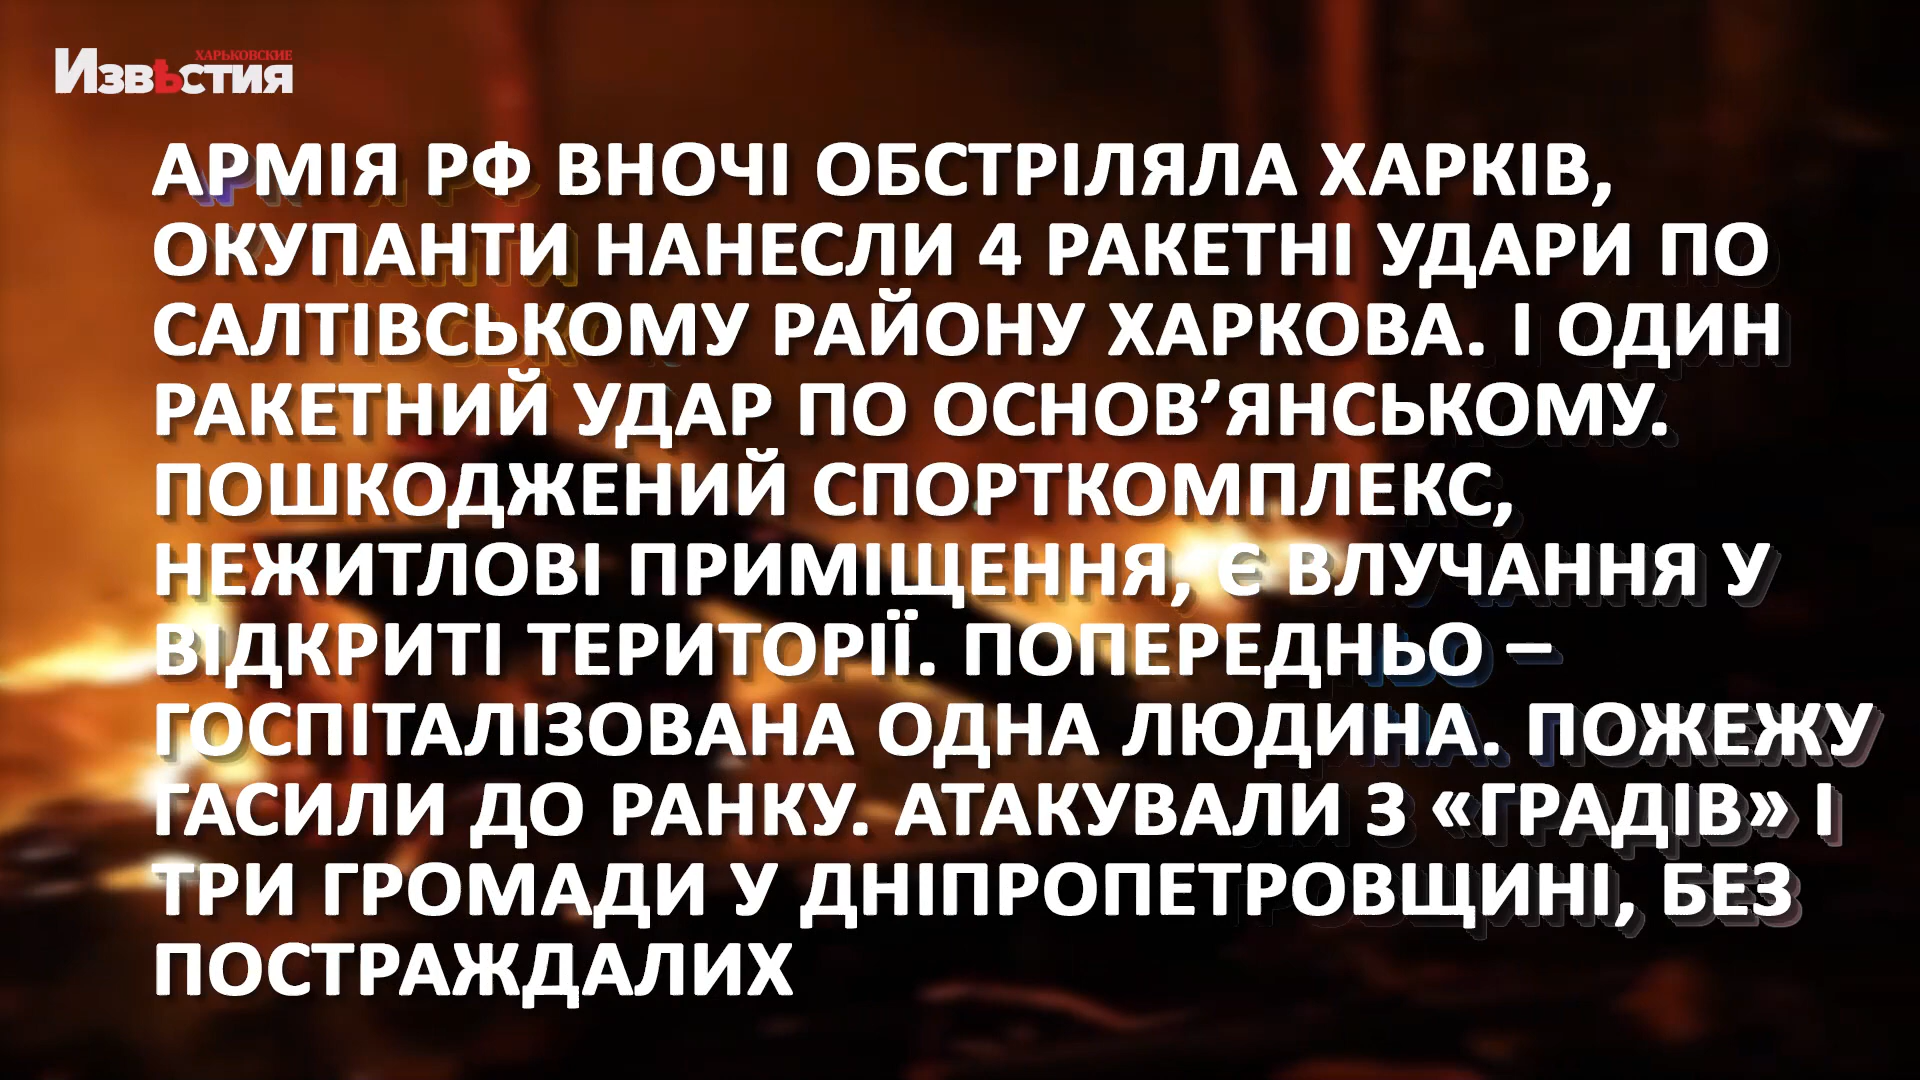 ХАРЬКОВСКИЕ
ИзвѢстия
АРМІЯ РФ ВНОЧІ ОБСТРІЛЯЛА ХАРКІВ,
ОКУПАНТИ НАНЕСЛИ 4 РАКЕТНІ УДАРИ ПО
САЛТІВСЬКОМУ РАЙОНУ ХАРКОВА. І ОДИН
РАКЕТНИЙ УДАР ПО ОСНОВ’ЯНСЬКОМУ.
ПОШКОДЖЕНИЙ СПОРТКОМПЛЕКС,
НЕЖИТЛОВІ ПРИМІЩЕННЯ, Є ВЛУЧАННЯ У
ВІДКРИТІ ТЕРИТОРІЇ. ПОПЕРЕДНЬО –
ГОСПІТАЛІЗОВАНА ОДНА ЛЮДИНА. ПОЖЕЖУ
ГАСИЛИ ДО РАНКУ. АТАКУВАЛИ З «ГРАДІВ» І
ТРИ ГРОМАДИ У ДНІПРОПЕТРОВЩИНІ, БЕЗ
ПОСТРАЖДАЛИХ